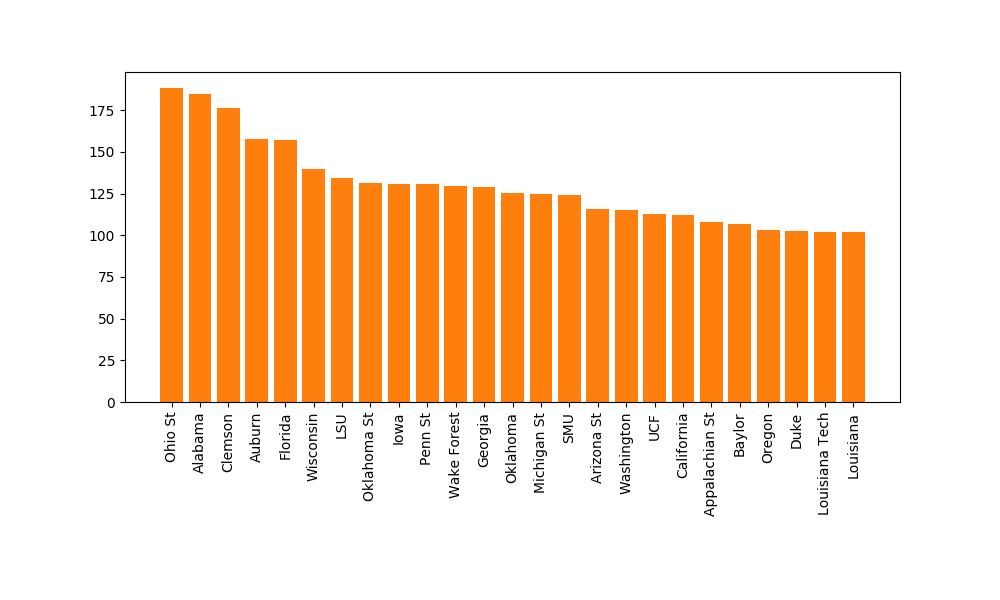 175
150
125
100
75
50
25
0
Ohio St
Alabama
Clemson
Auburn
Florida
Wisconsin
LSU
Oklahoma St
Iowa
Penn St
Wake Forest
Georgia
Oklahoma
Michigan St
SMU
Arizona St
Washington
UCF
California
Appalachian St
Baylor
Oregon
Duke
Louisiana Tech
Louisiana